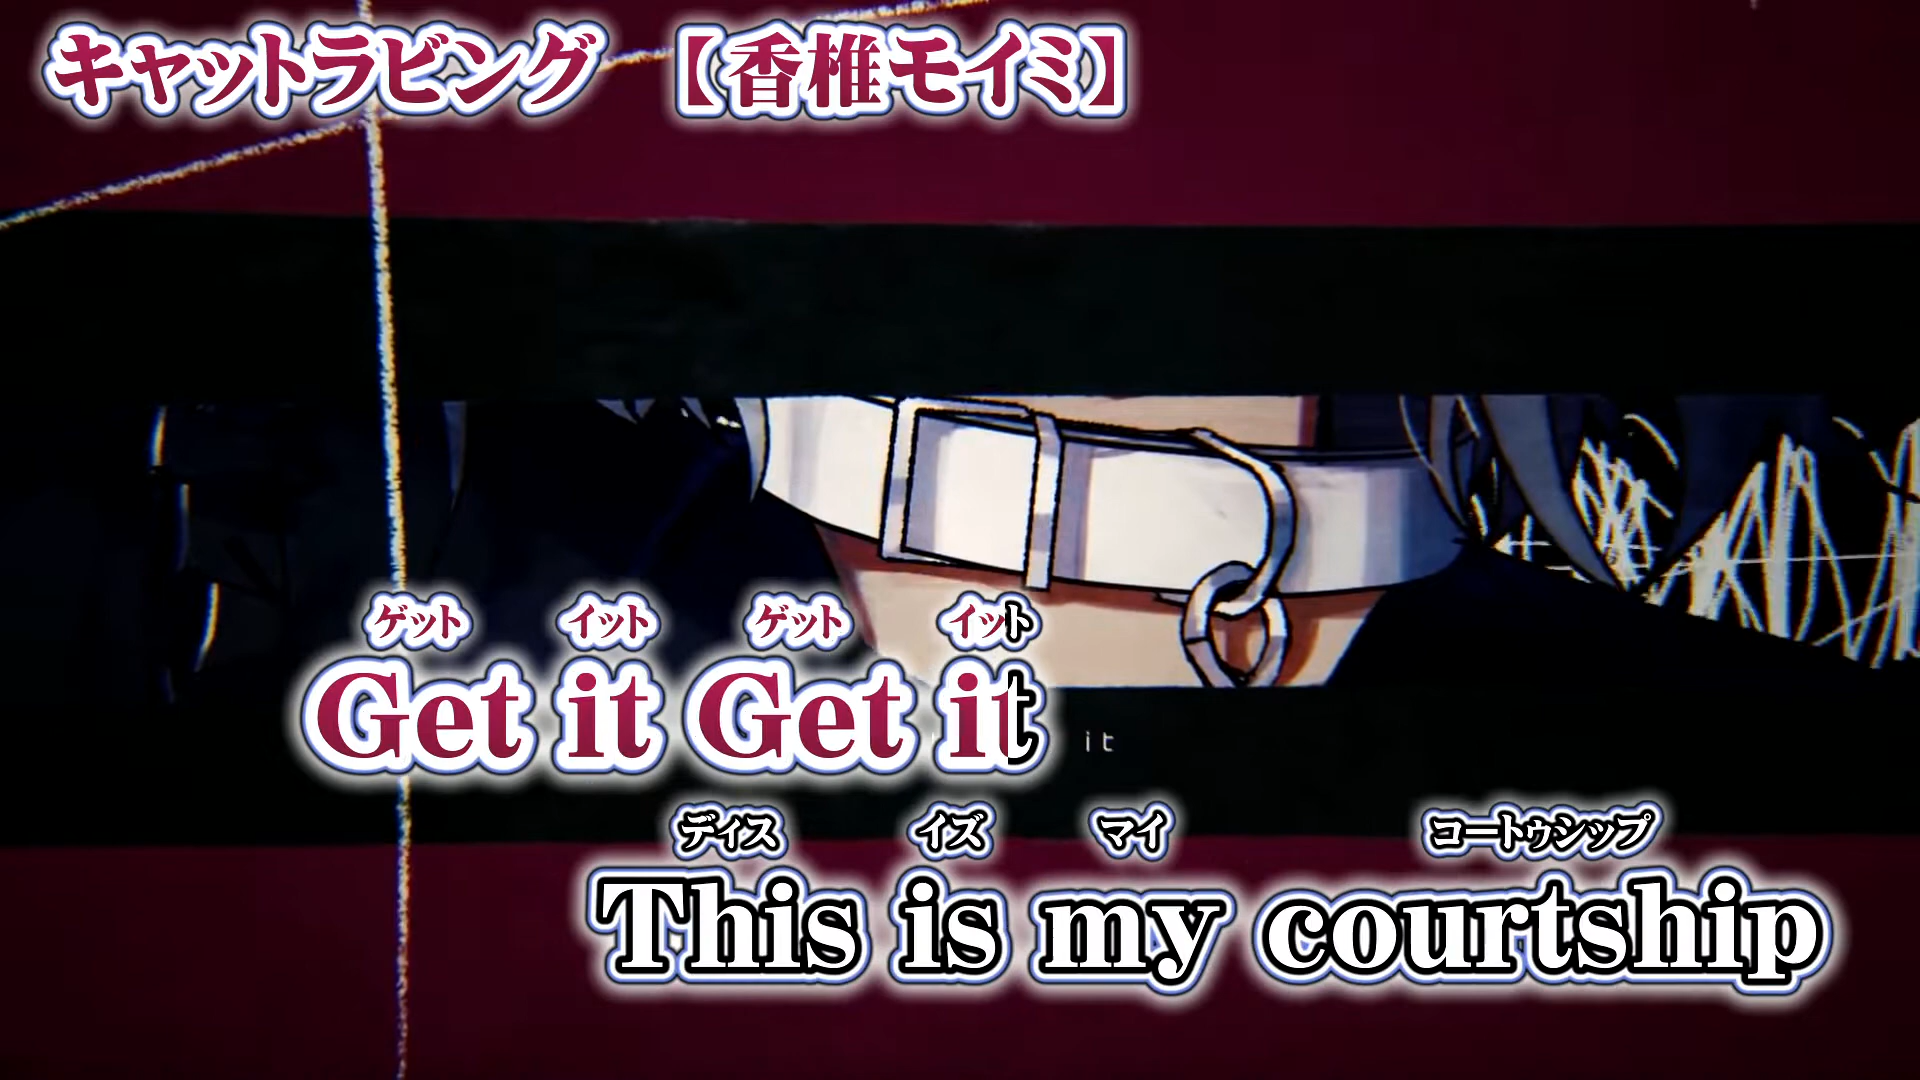 キャットラビング 【香椎モイミ】
ゲット イット ゲット イット
Get it Get it
it
ディス イズ マイ コートゥシップ
This is my courtship